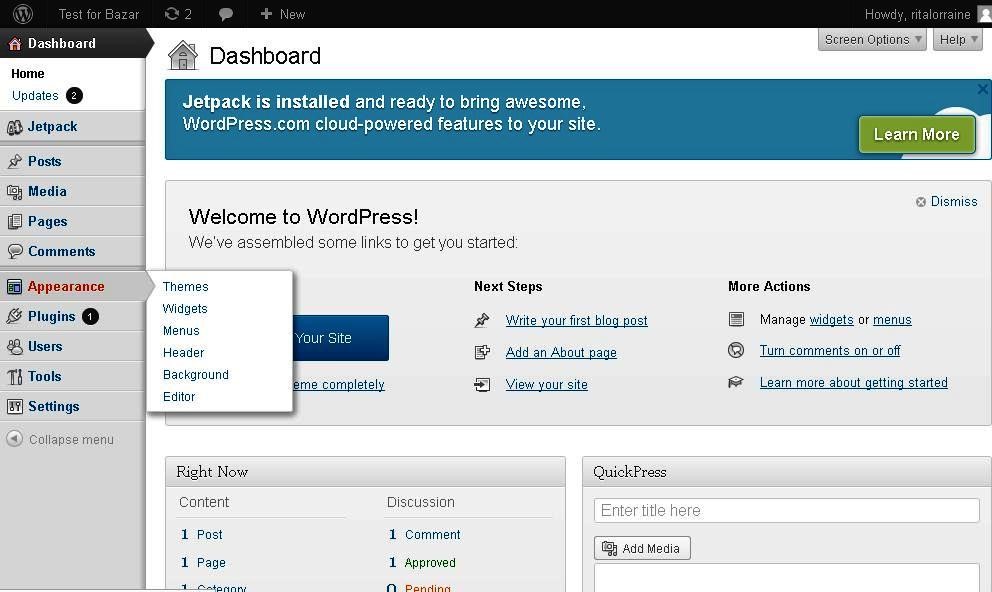 Test for Bazar 2 + New Howdy, ritalorraine
Dashboard
Home
Updates 2
Jetpack
Posts
Media
Pages
Comments
Appearance
Plugins 1
Users
Tools
Settings
Collapse menu
Themes
Widgets
Menus
Header
Background
Editor
Screen Options Help
Dashboard
Jetpack is installed and ready to bring awesome,
WordPress.com cloud-powered features to your site.
Learn More
Dismiss
Welcome to WordPress!
We've assembled some links to get you started:
Your Site
eme completely
Next Steps
Write your first blog post
Add an About page
View your site
More Actions
Manage widgets or menus
Turn comments on or off
Learn more about getting started
Right Now
Content
1 Post
1 Page
1 Category
Discussion
1 Comment
1 Approved
0 Pending
QuickPress
Enter title here
Add Media